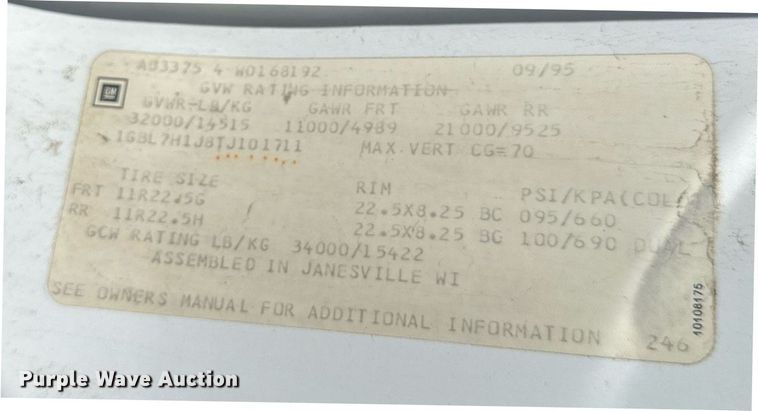 AJ3375 4 W0168192 09/95
GM
GVW RATING INFORMATION
GVWR-LB/KG GAWR FRT GAWR RR
32000/14515 11000/4989 21000/9525
1GBL7H1J8TJ101711 MAX VERT CG=70
TIRE SIZE RIM PSI/KPA(COLD)
FRT 11R22.5G 22.5X8.25 BC 095/660
RR 11R22.5H 22.5X8.25 BG 100/690 DUAL
GCW RATING LB/KG 34000/15422
ASSEMBLED IN JANESVILLE WI
SEE OWNERS MANUAL FOR ADDITIONAL INFORMATION 246
10108175
Purple Wave Auction